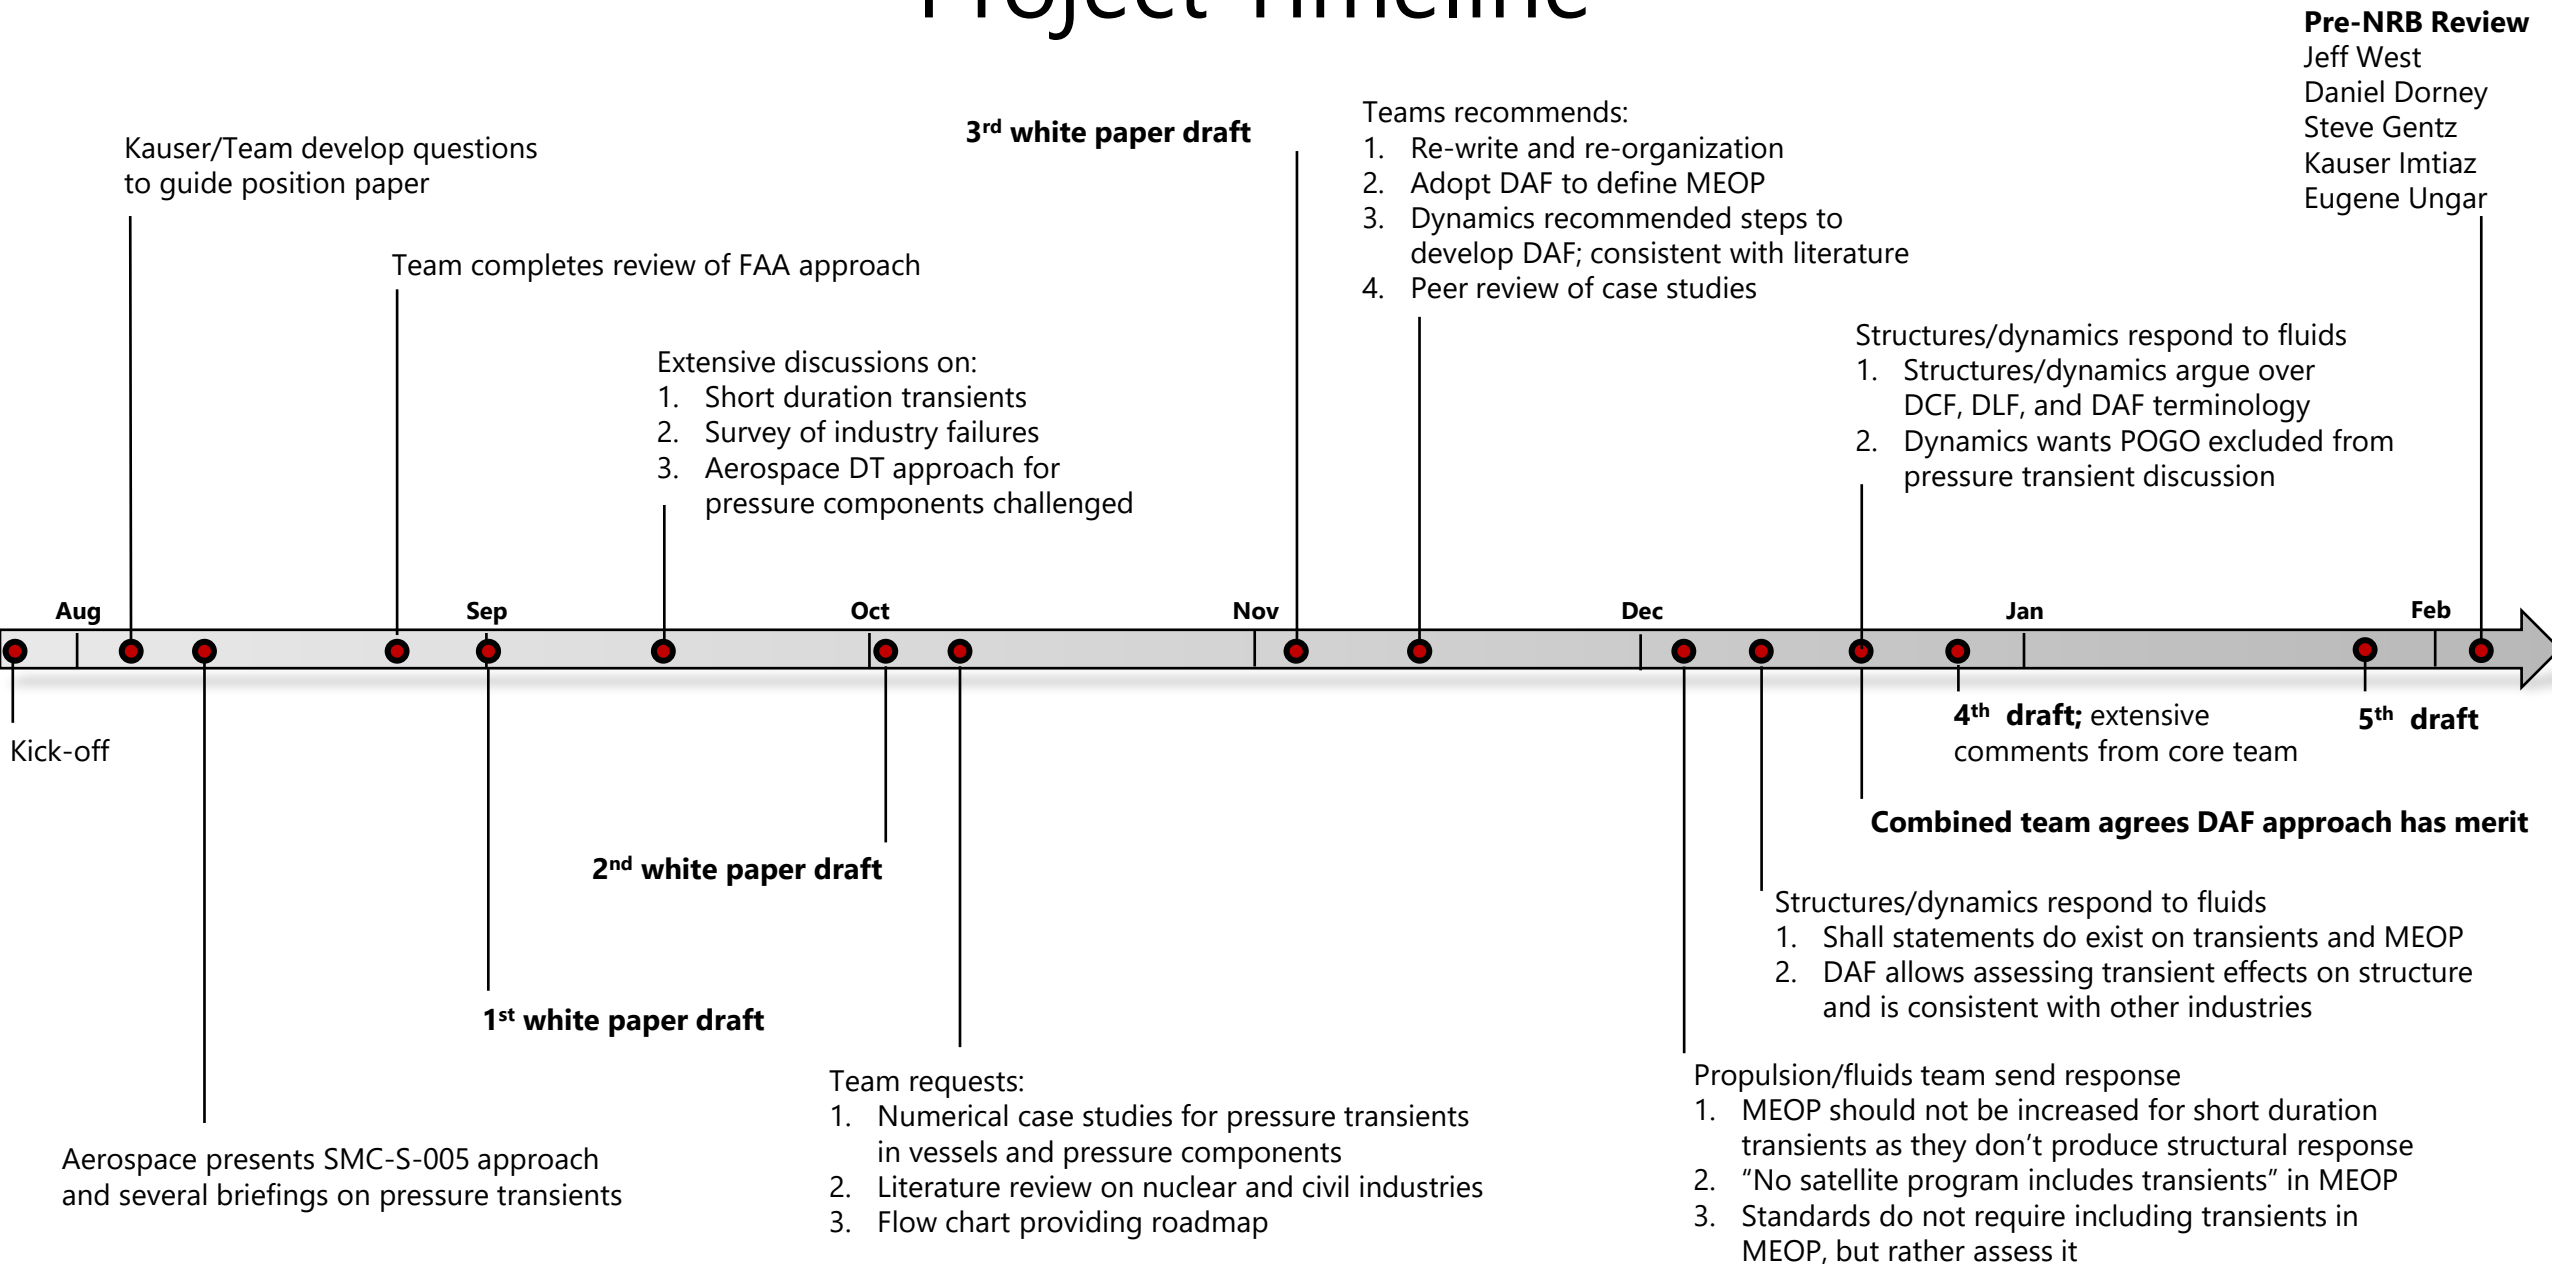 Project Timeline
Pre-NRB Review
Jeff West
Daniel Dorney
Steve Gentz
Kauser Imtiaz
Eugene Ungar
Kauser/Team develop questions
to guide position paper
Team completes review of FAA approach
Extensive discussions on:
1. Short duration transients
2. Survey of industry failures
3. Aerospace DT approach for
pressure components challenged
3rd white paper draft
Teams recommends:
1. Re-write and re-organization
2. Adopt DAF to define MEOP
3. Dynamics recommended steps to
develop DAF; consistent with literature
4. Peer review of case studies
Structures/dynamics respond to fluids
1. Structures/dynamics argue over
DCF, DLF, and DAF terminology
2. Dynamics wants POGO excluded from
pressure transient discussion
Aug
Sep
Oct
Nov
Dec
Jan
Feb
Kick-off
Aerospace presents SMC-S-005 approach
and several briefings on pressure transients
1st white paper draft
2nd white paper draft
Team requests:
1. Numerical case studies for pressure transients
in vessels and pressure components
2. Literature review on nuclear and civil industries
3. Flow chart providing roadmap
4th draft; extensive
comments from core team
5th draft
Combined team agrees DAF approach has merit
Structures/dynamics respond to fluids
1. Shall statements do exist on transients and MEOP
2. DAF allows assessing transient effects on structure
and is consistent with other industries
Propulsion/fluids team send response
1. MEOP should not be increased for short duration
transients as they don’t produce structural response
2. “No satellite program includes transients” in MEOP
3. Standards do not require including transients in
MEOP, but rather assess it